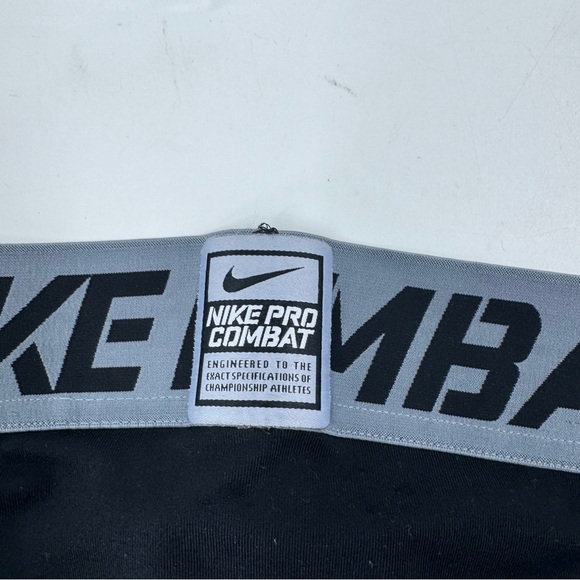 KE
MBA
NIKE PRO
COMBAT
ENGINEERED TO THE
EXACT SPECIFICATIONS OF
CHAMPIONSHIP ATHLETES